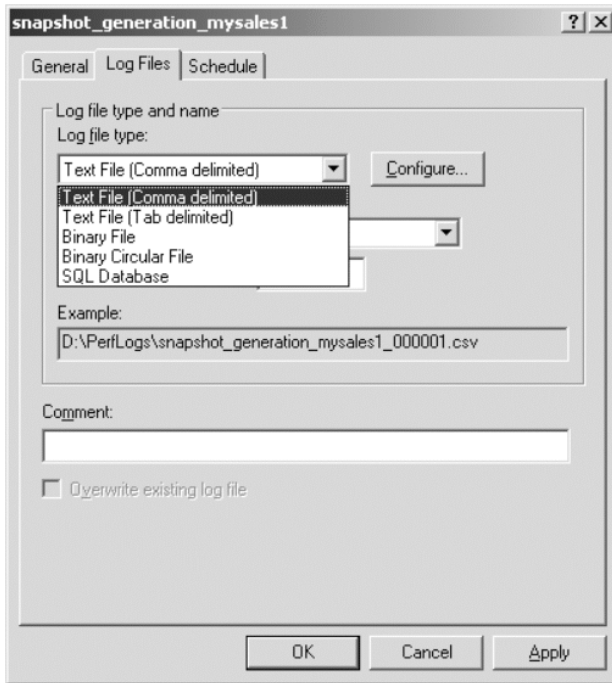 snapshot_generation_mysales1
General Log Files Schedule
Log file type and name
Log file type:
Text File (Comma delimited) Configure...
Text File (Comma delimited)
Text File (Tab delimited)
Binary File
Binary Circular File
SQL Database
Example:
D:\PerfLogs\snapshot_generation_mysales1_000001.csv
Comment:
Overwrite existing log file
OK Cancel Apply